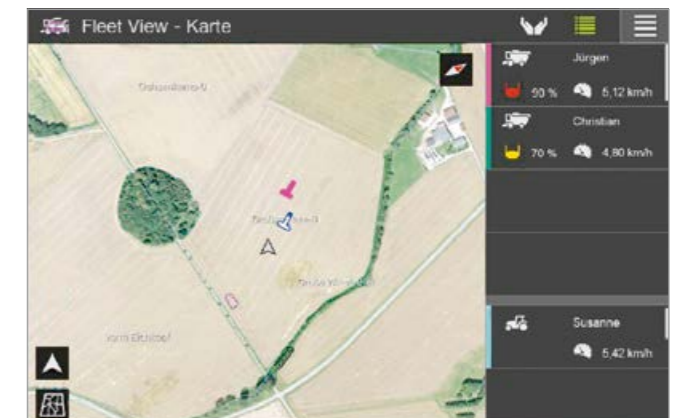 Fleet View - Karte
Jürgen
90 % 5,12 km/h
Christian
70 % 4,80 km/h
Susanne
5,42 km/h